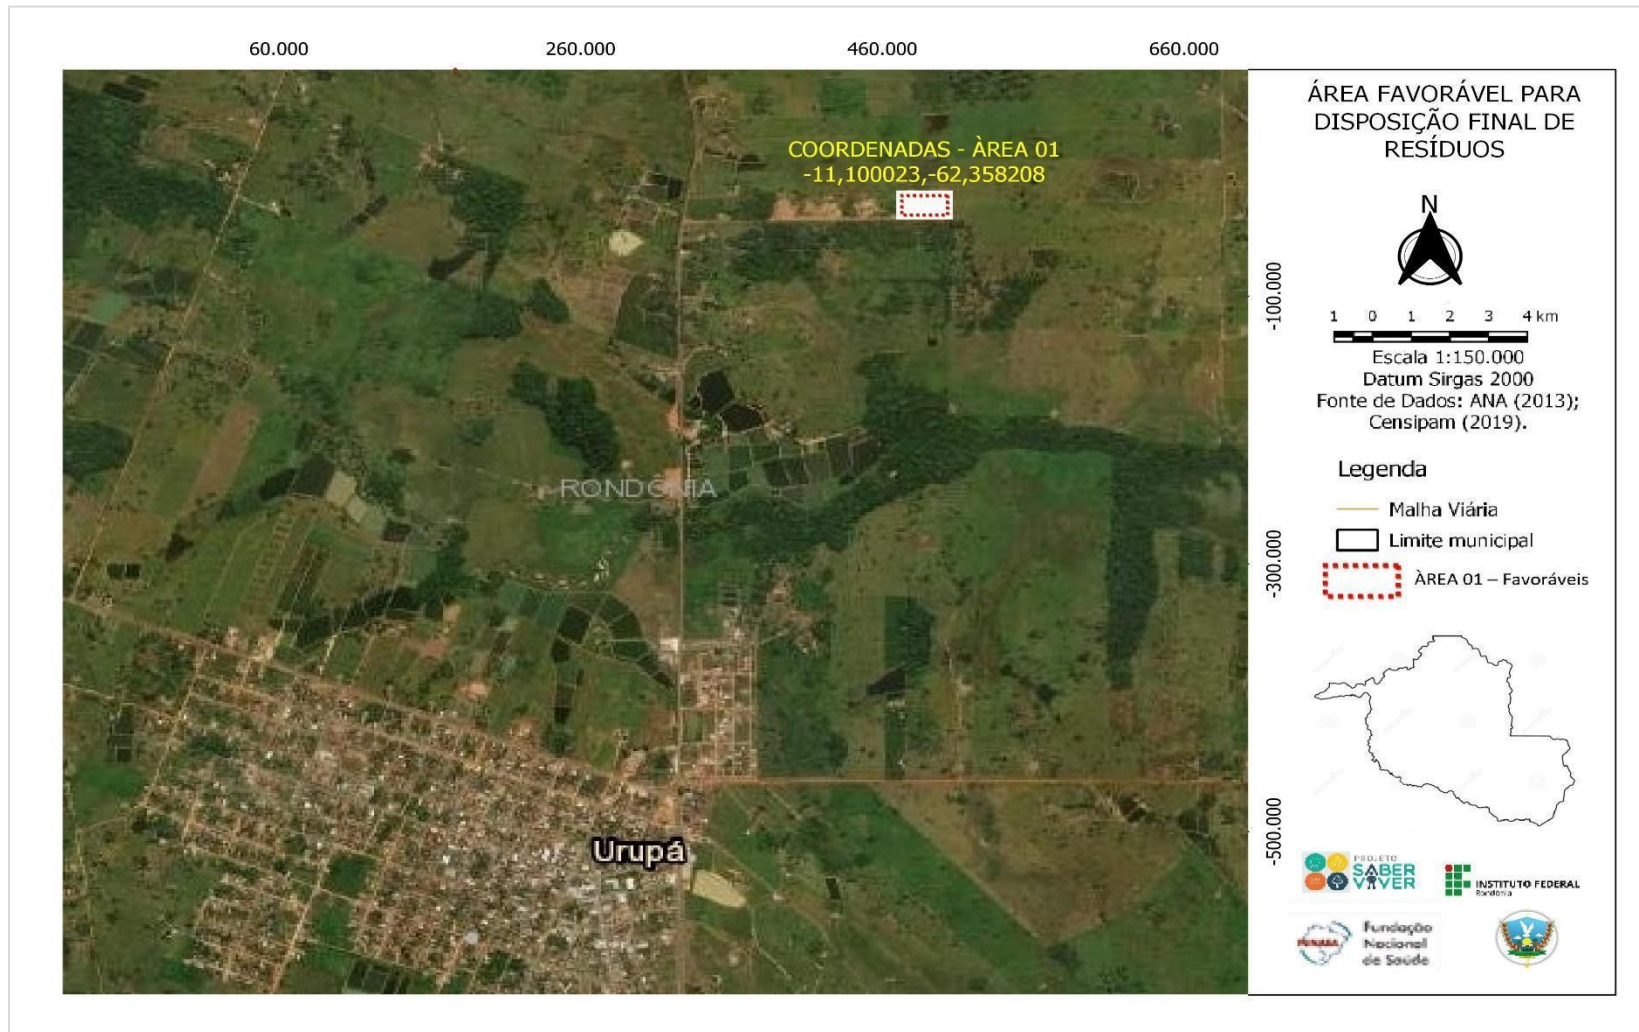 60.000 260.000 460.000 660.000
COORDENADAS - ÀREA 01
-11,100023,-62,358208
RONDÔNIA
Urupá
-100.000
-300.000
-500.000
ÁREA FAVORÁVEL PARA
DISPOSIÇÃO FINAL DE
RESÍDUOS
N
1 0 1 2 3 4 km
Escala 1:150.000
Datum Sirgas 2000
Fonte de Dados: ANA (2013);
Censipam (2019).
Legenda
Malha Viária
Limite municipal
ÀREA 01 – Favoráveis
PROJETO
SABER
VIVER
INSTITUTO FEDERAL
Rondônia
FUNASA
Fundação
Nacional
de Saúde